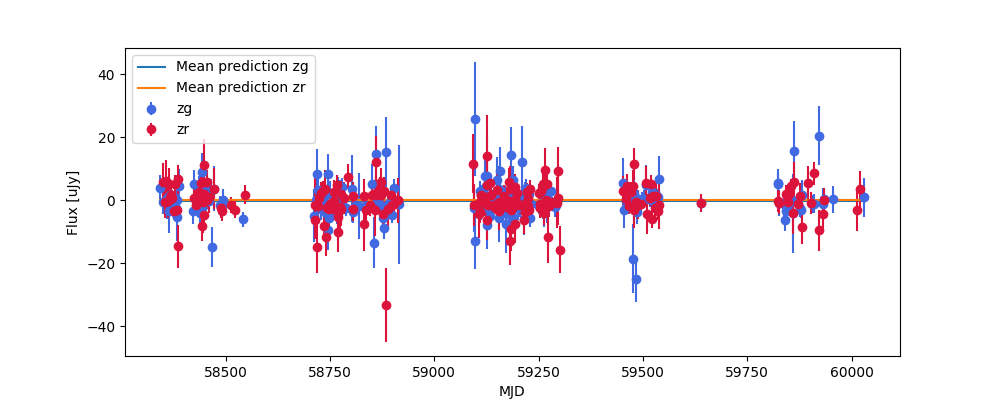 Mean prediction zg
Mean prediction zr
zg
zr
Flux [uJy]
40
20
0
−20
−40
58500
58750
59000
59250
59500
59750
60000
MJD